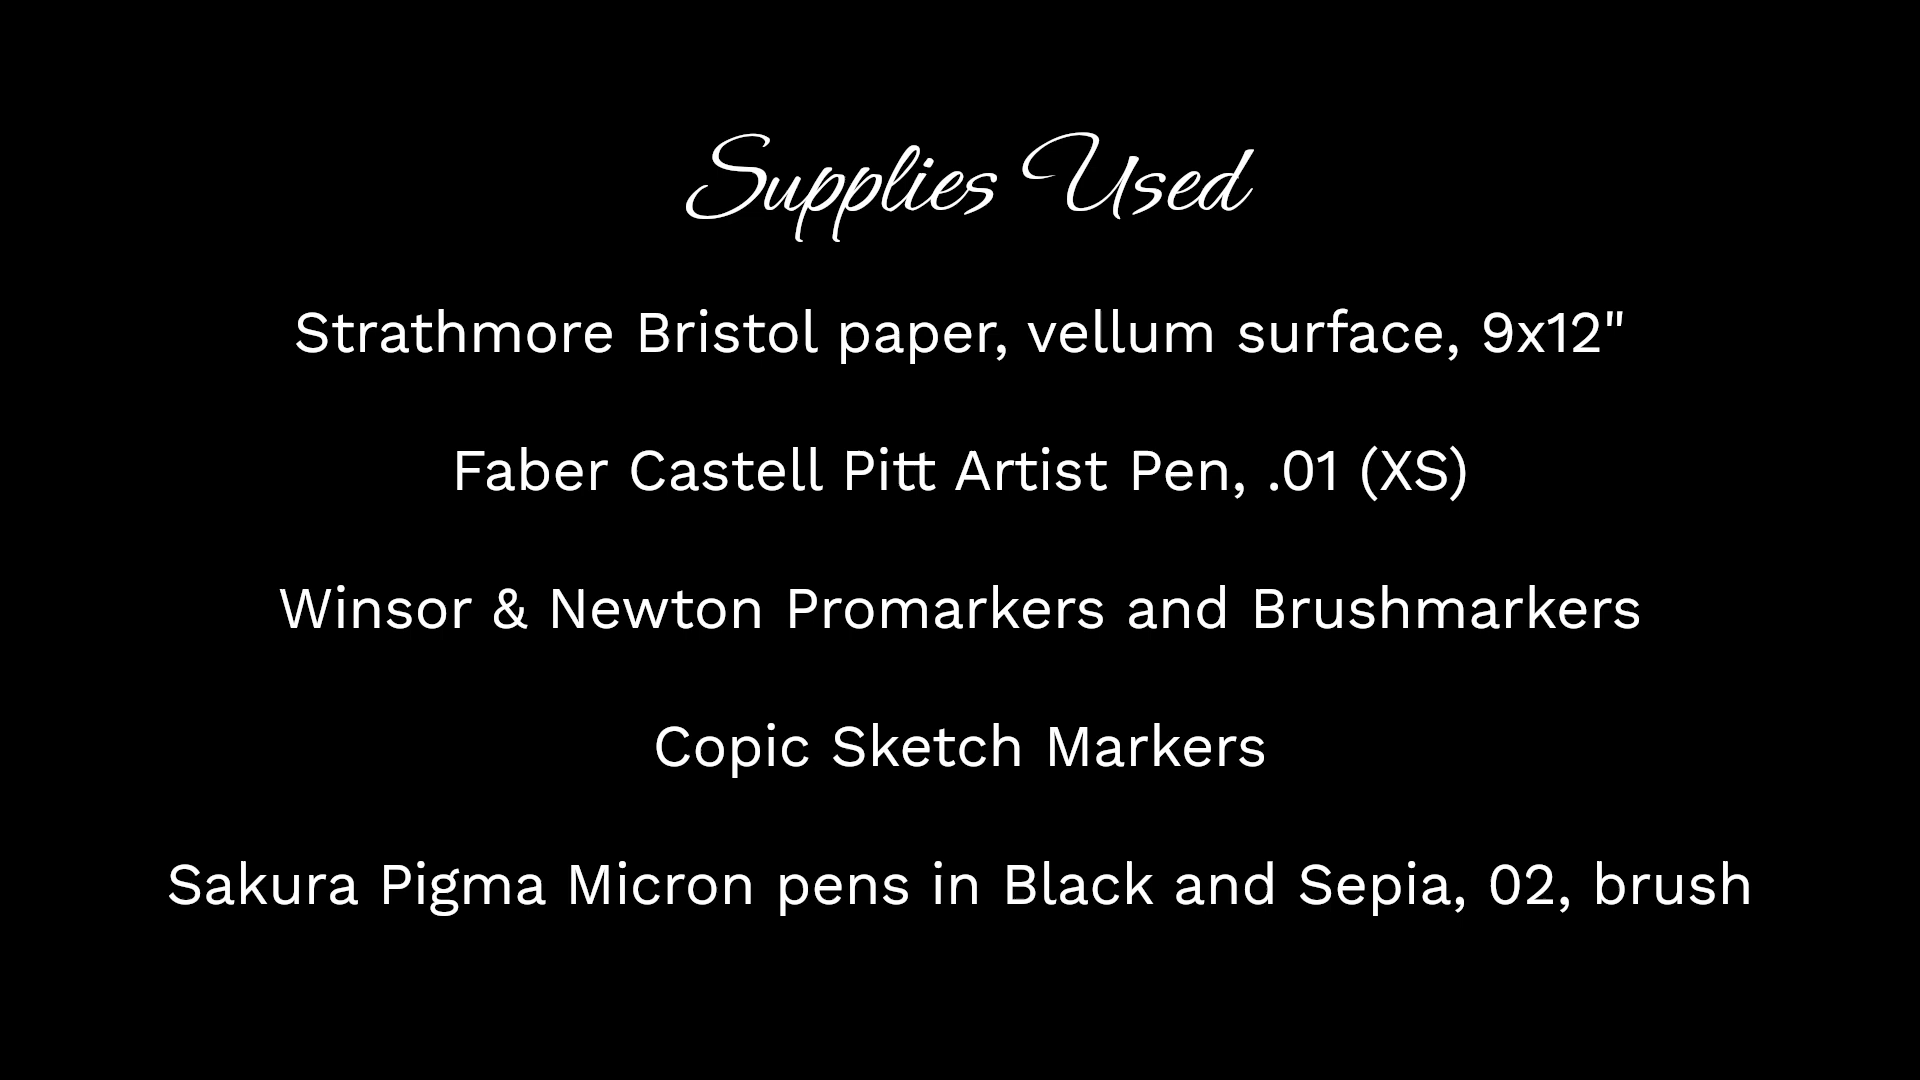 Supplies Used
Strathmore Bristol paper, vellum surface, 9x12"
Faber Castell Pitt Artist Pen, .01 (XS)
Winsor & Newton Promarkers and Brushmarkers
Copic Sketch Markers
Sakura Pigma Micron pens in Black and Sepia, 02, brush